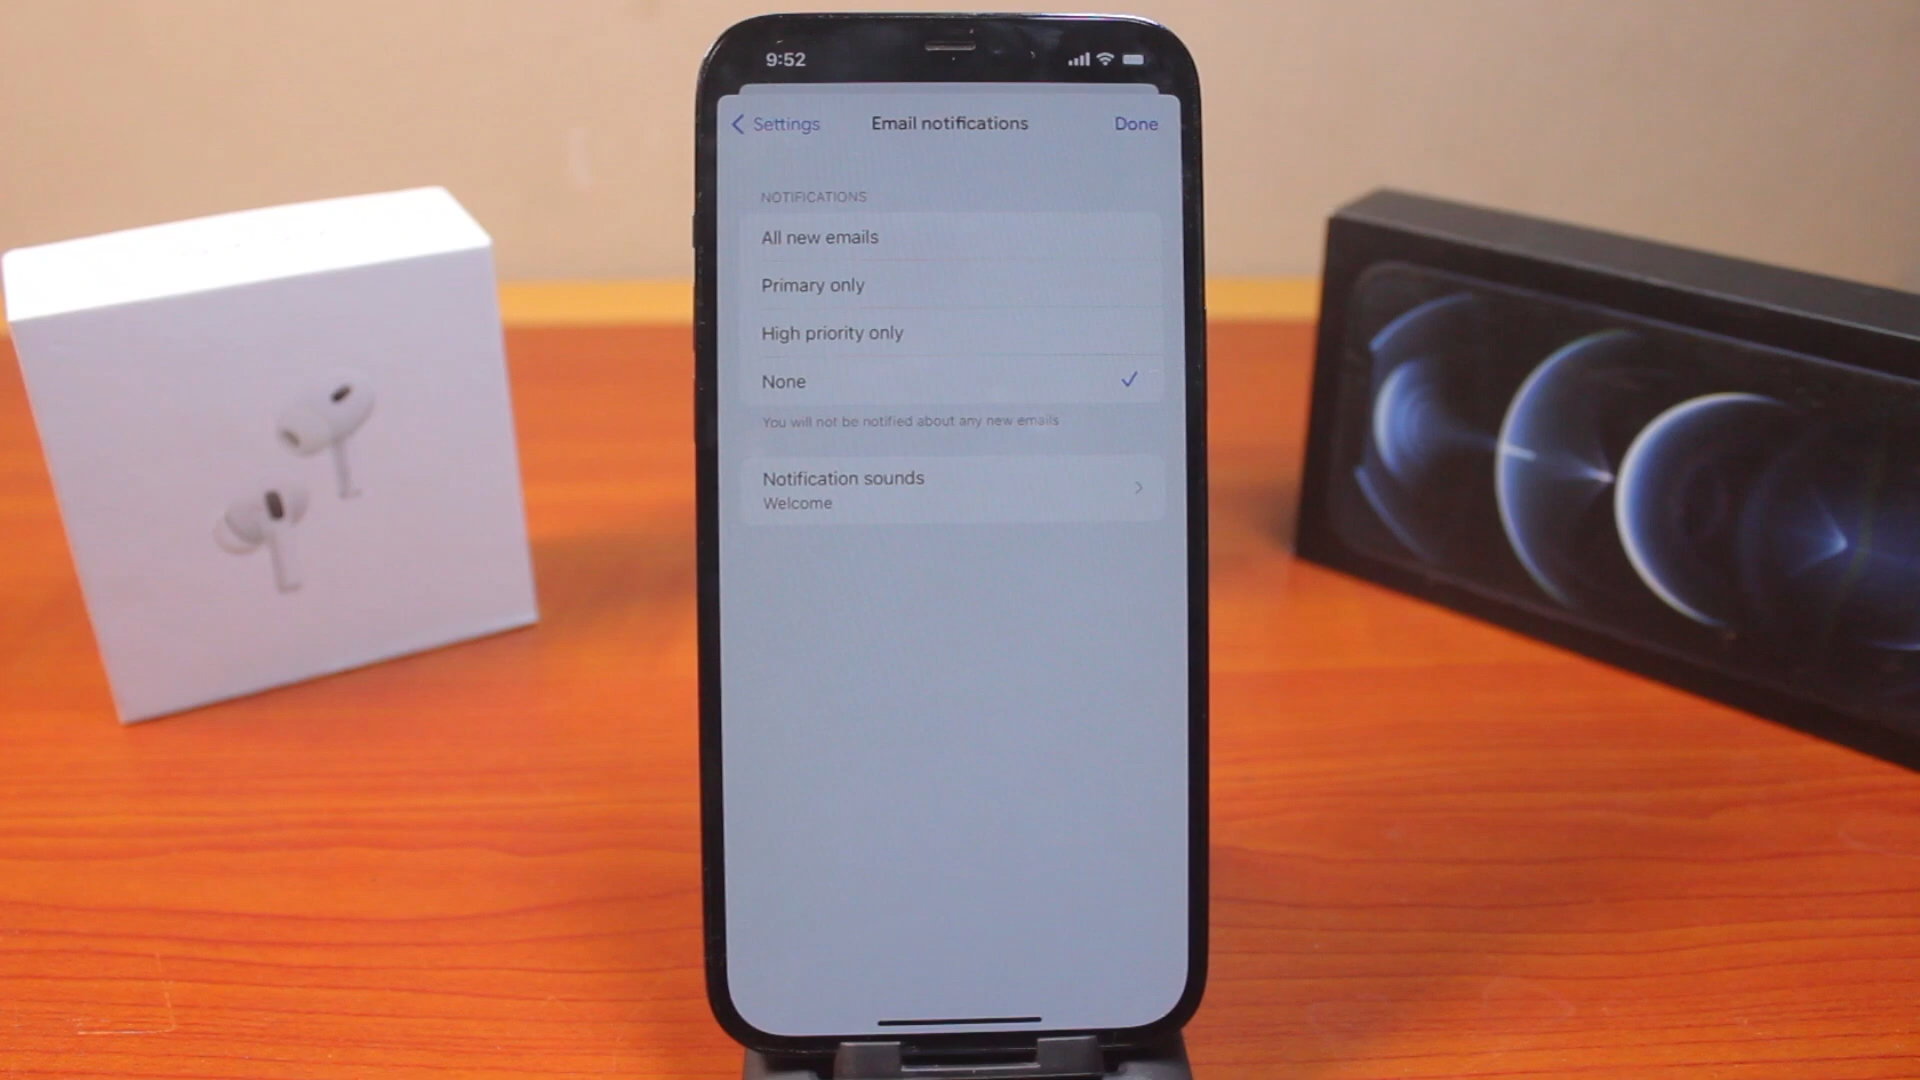 9:52
Settings
Email notifications
Done
NOTIFICATIONS
All new emails
Primary only
High priority only
None
You will not be notified about any new emails
Notification sounds
Welcome